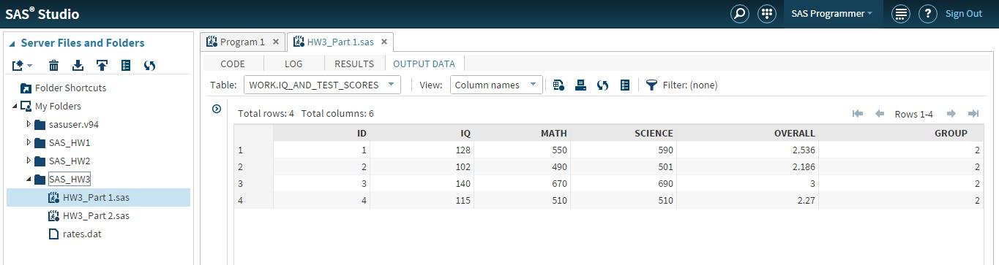 SAS® Studio
SAS Programmer
? Sign Out
Server Files and Folders
Folder Shortcuts
My Folders
sasuser.v94
SAS_HW1
SAS_HW2
SAS_HW3
HW3_Part 1.sas
HW3_Part 2.sas
rates.dat
Program 1 × HW3_Part 1.sas ×
CODE LOG RESULTS OUTPUT DATA
Table: WORK.IQ_AND_TEST_SCORES View: Column names Filter: (none)
Total rows: 4 Total columns: 6 Rows 1-4
ID IQ MATH SCIENCE OVERALL GROUP
1 1 128 550 590 2.536 2
2 2 102 490 501 2.186 2
3 3 140 670 690 3 2
4 4 115 510 510 2.27 2